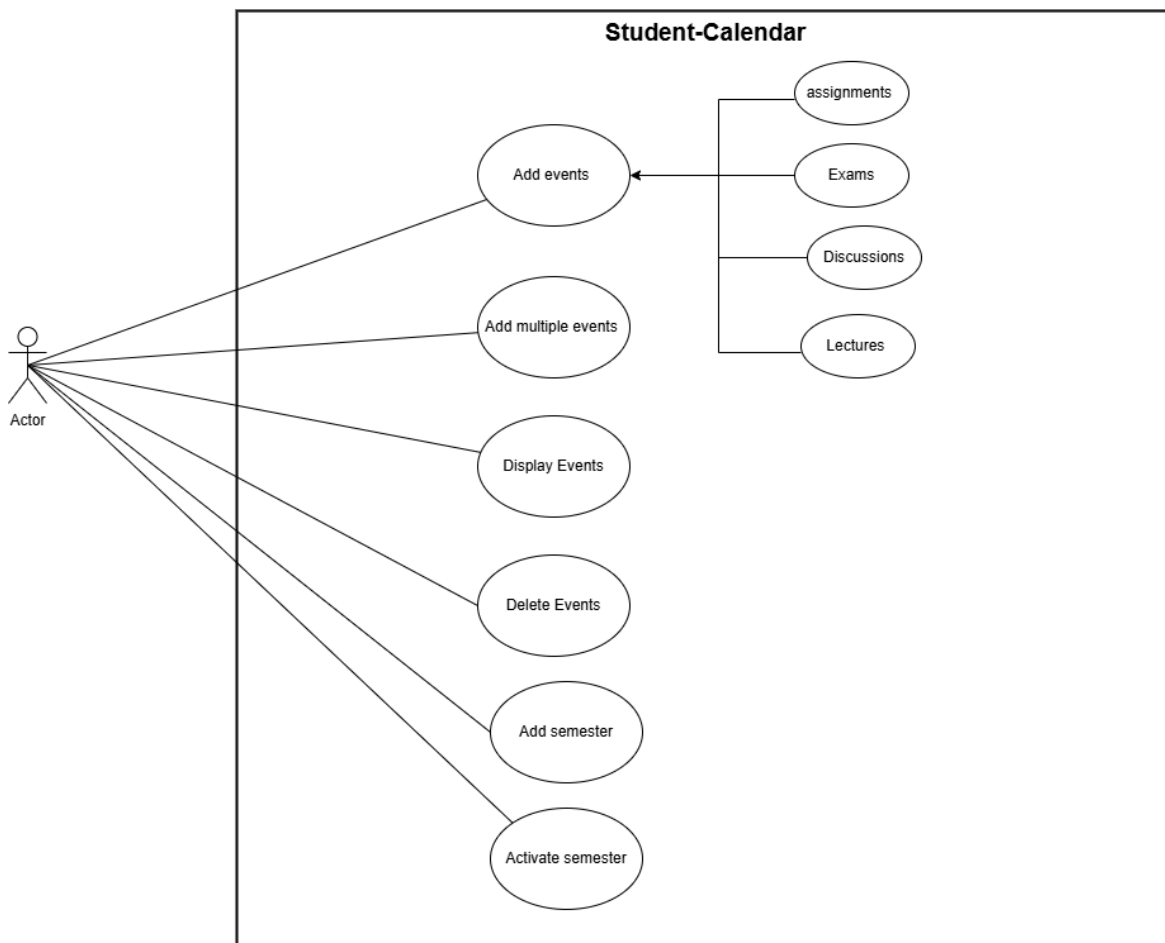 Student-Calendar
assignments
Add events
Exams
Discussions
Add multiple events
Lectures
Actor
Display Events
Delete Events
Add semester
Activate semester